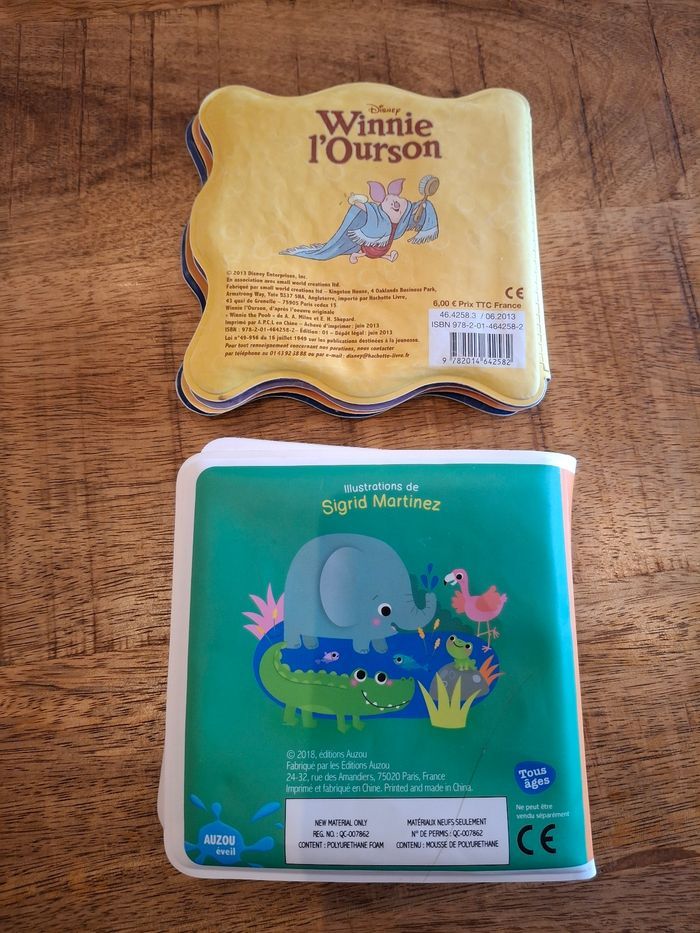 Disney
Winnie
l'Ourson
© 2013 Disney Enterprises, Inc.
En association avec small world creations ltd.
Fabriqué par small world creations ltd – Kingston House, 4 Oaklands Business Park,
Armstrong Way, Yate BS37 5NA, Angleterre, importé par Hachette Livre,
43 quai de Grenelle – 75905 Paris cedex 15
Winnie l'Ourson, d'après l'oeuvre originale
« Winnie the Pooh » de A. A. Milne et E. H. Shepard.
Imprimé par A.P.C.L en Chine – Achevé d'imprimer : juin 2013
ISBN : 978-2-01-464258-2 – Édition : 01 – Dépôt légal : juin 2013
Loi n°49-956 du 16 juillet 1949 sur les publications destinées à la jeunesse.
Pour tout renseignement concernant nos parutions, nous contacter
par téléphone au 01 43 92 38 88 ou par e-mail : disney@hachette-livre.fr
CE
6,00 € Prix TTC France
46.4258.3 / 06.2013
ISBN 978-2-01-464258-2
9 782014 642582
Illustrations de
Sigrid Martinez
© 2018, éditions Auzou
Fabriqué par les Éditions Auzou
24-32, rue des Amandiers, 75020 Paris, France
Imprimé et fabriqué en Chine. Printed and made in China.
Tous
âges
Ne peut être
vendu séparément
CE
AUZOU
éveil
NEW MATERIAL ONLY
REG. NO. : QC-007862
CONTENT : POLYURETHANE FOAM
MATÉRIAUX NEUFS SEULEMENT
N° DE PERMIS : QC-007862
CONTENU : MOUSSE DE POLYURETHANE